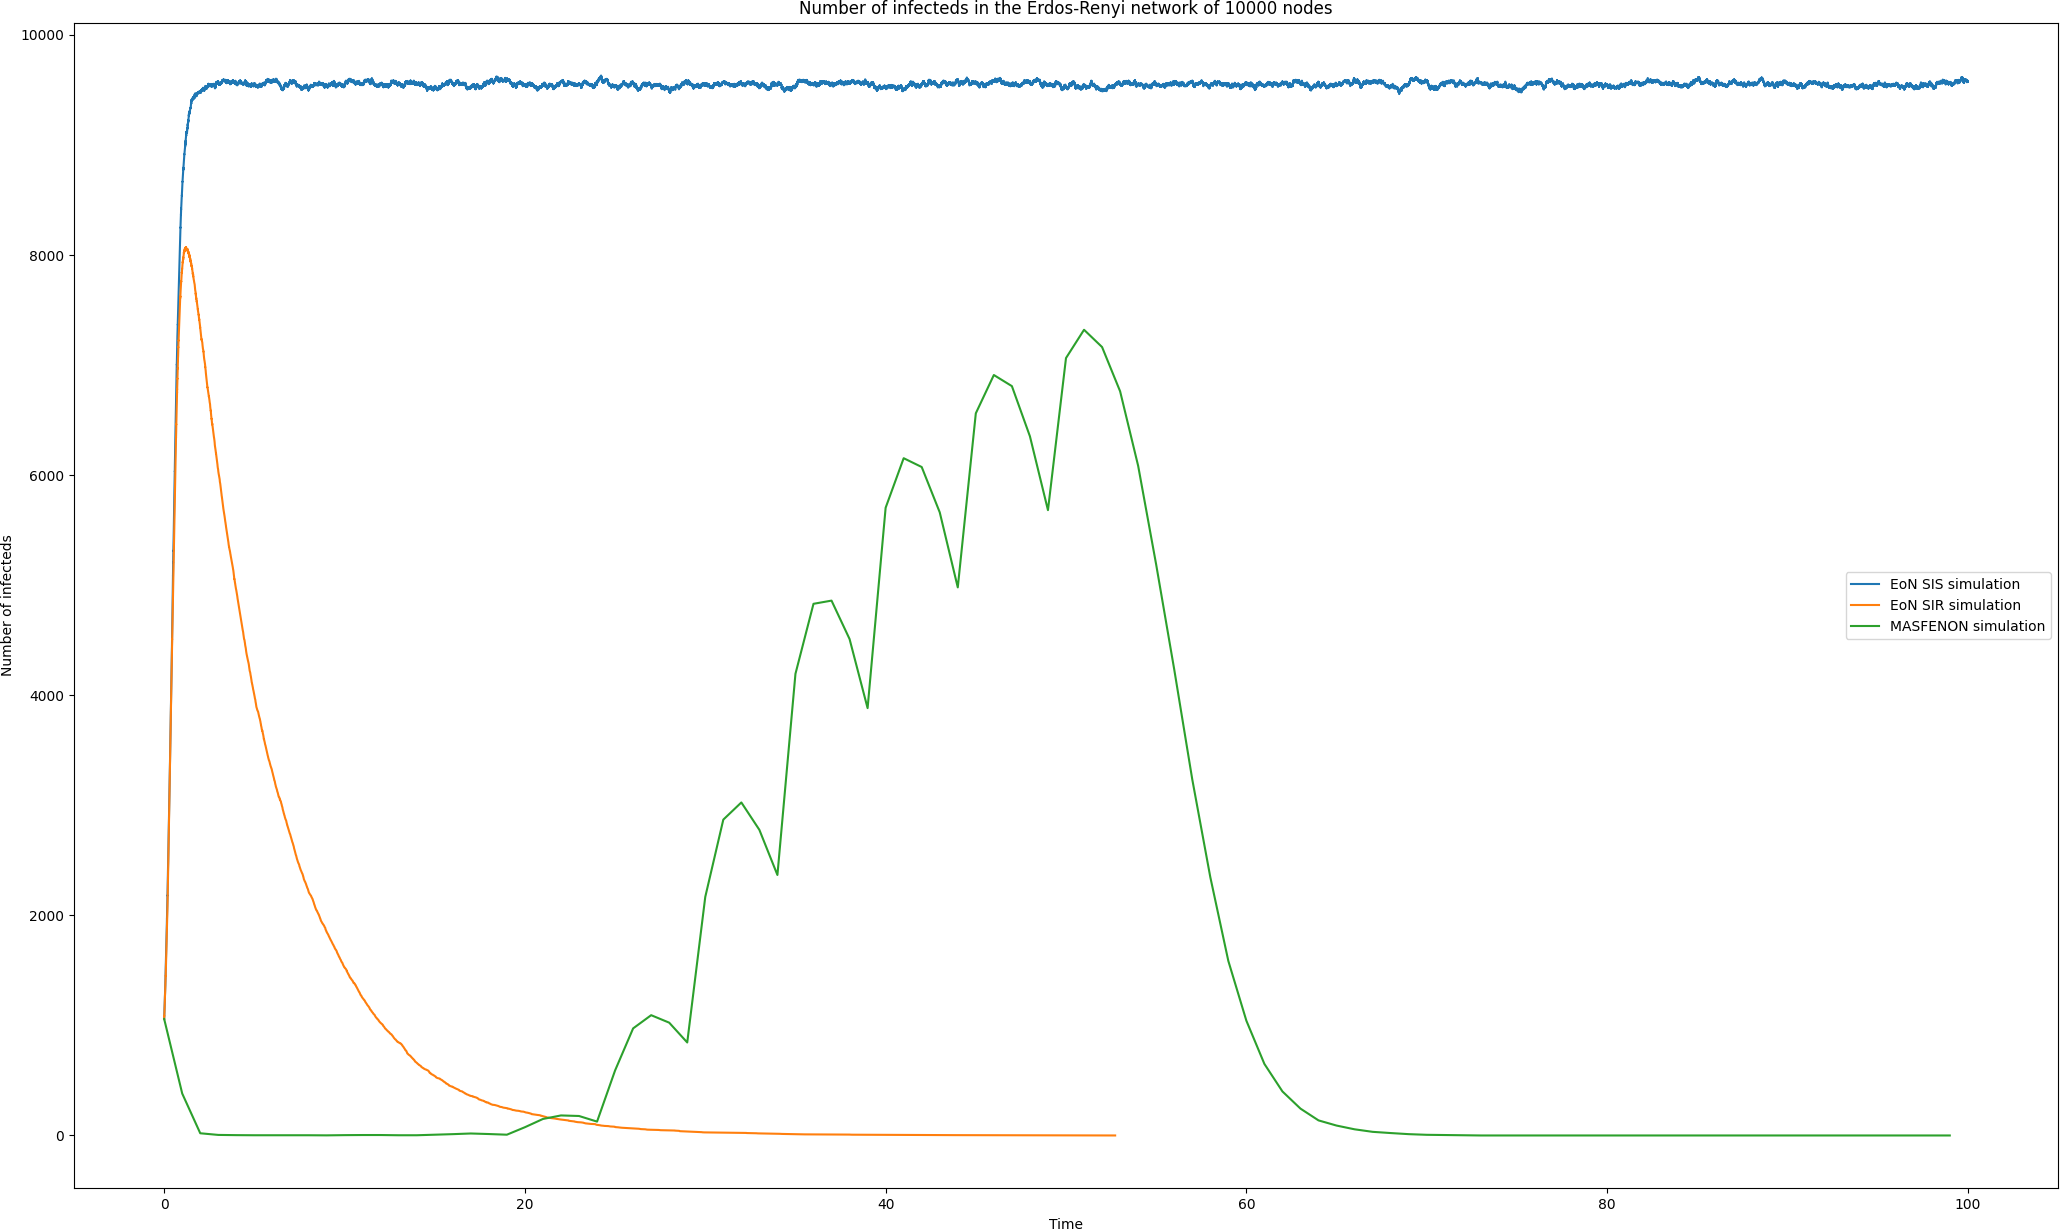 Number of infecteds in the Erdos-Renyi network of 10000 nodes
10000
8000
6000
4000
2000
0
Number of infecteds
EoN SIS simulation
EoN SIR simulation
MASFENON simulation
0 20 40 60 80 100
Time